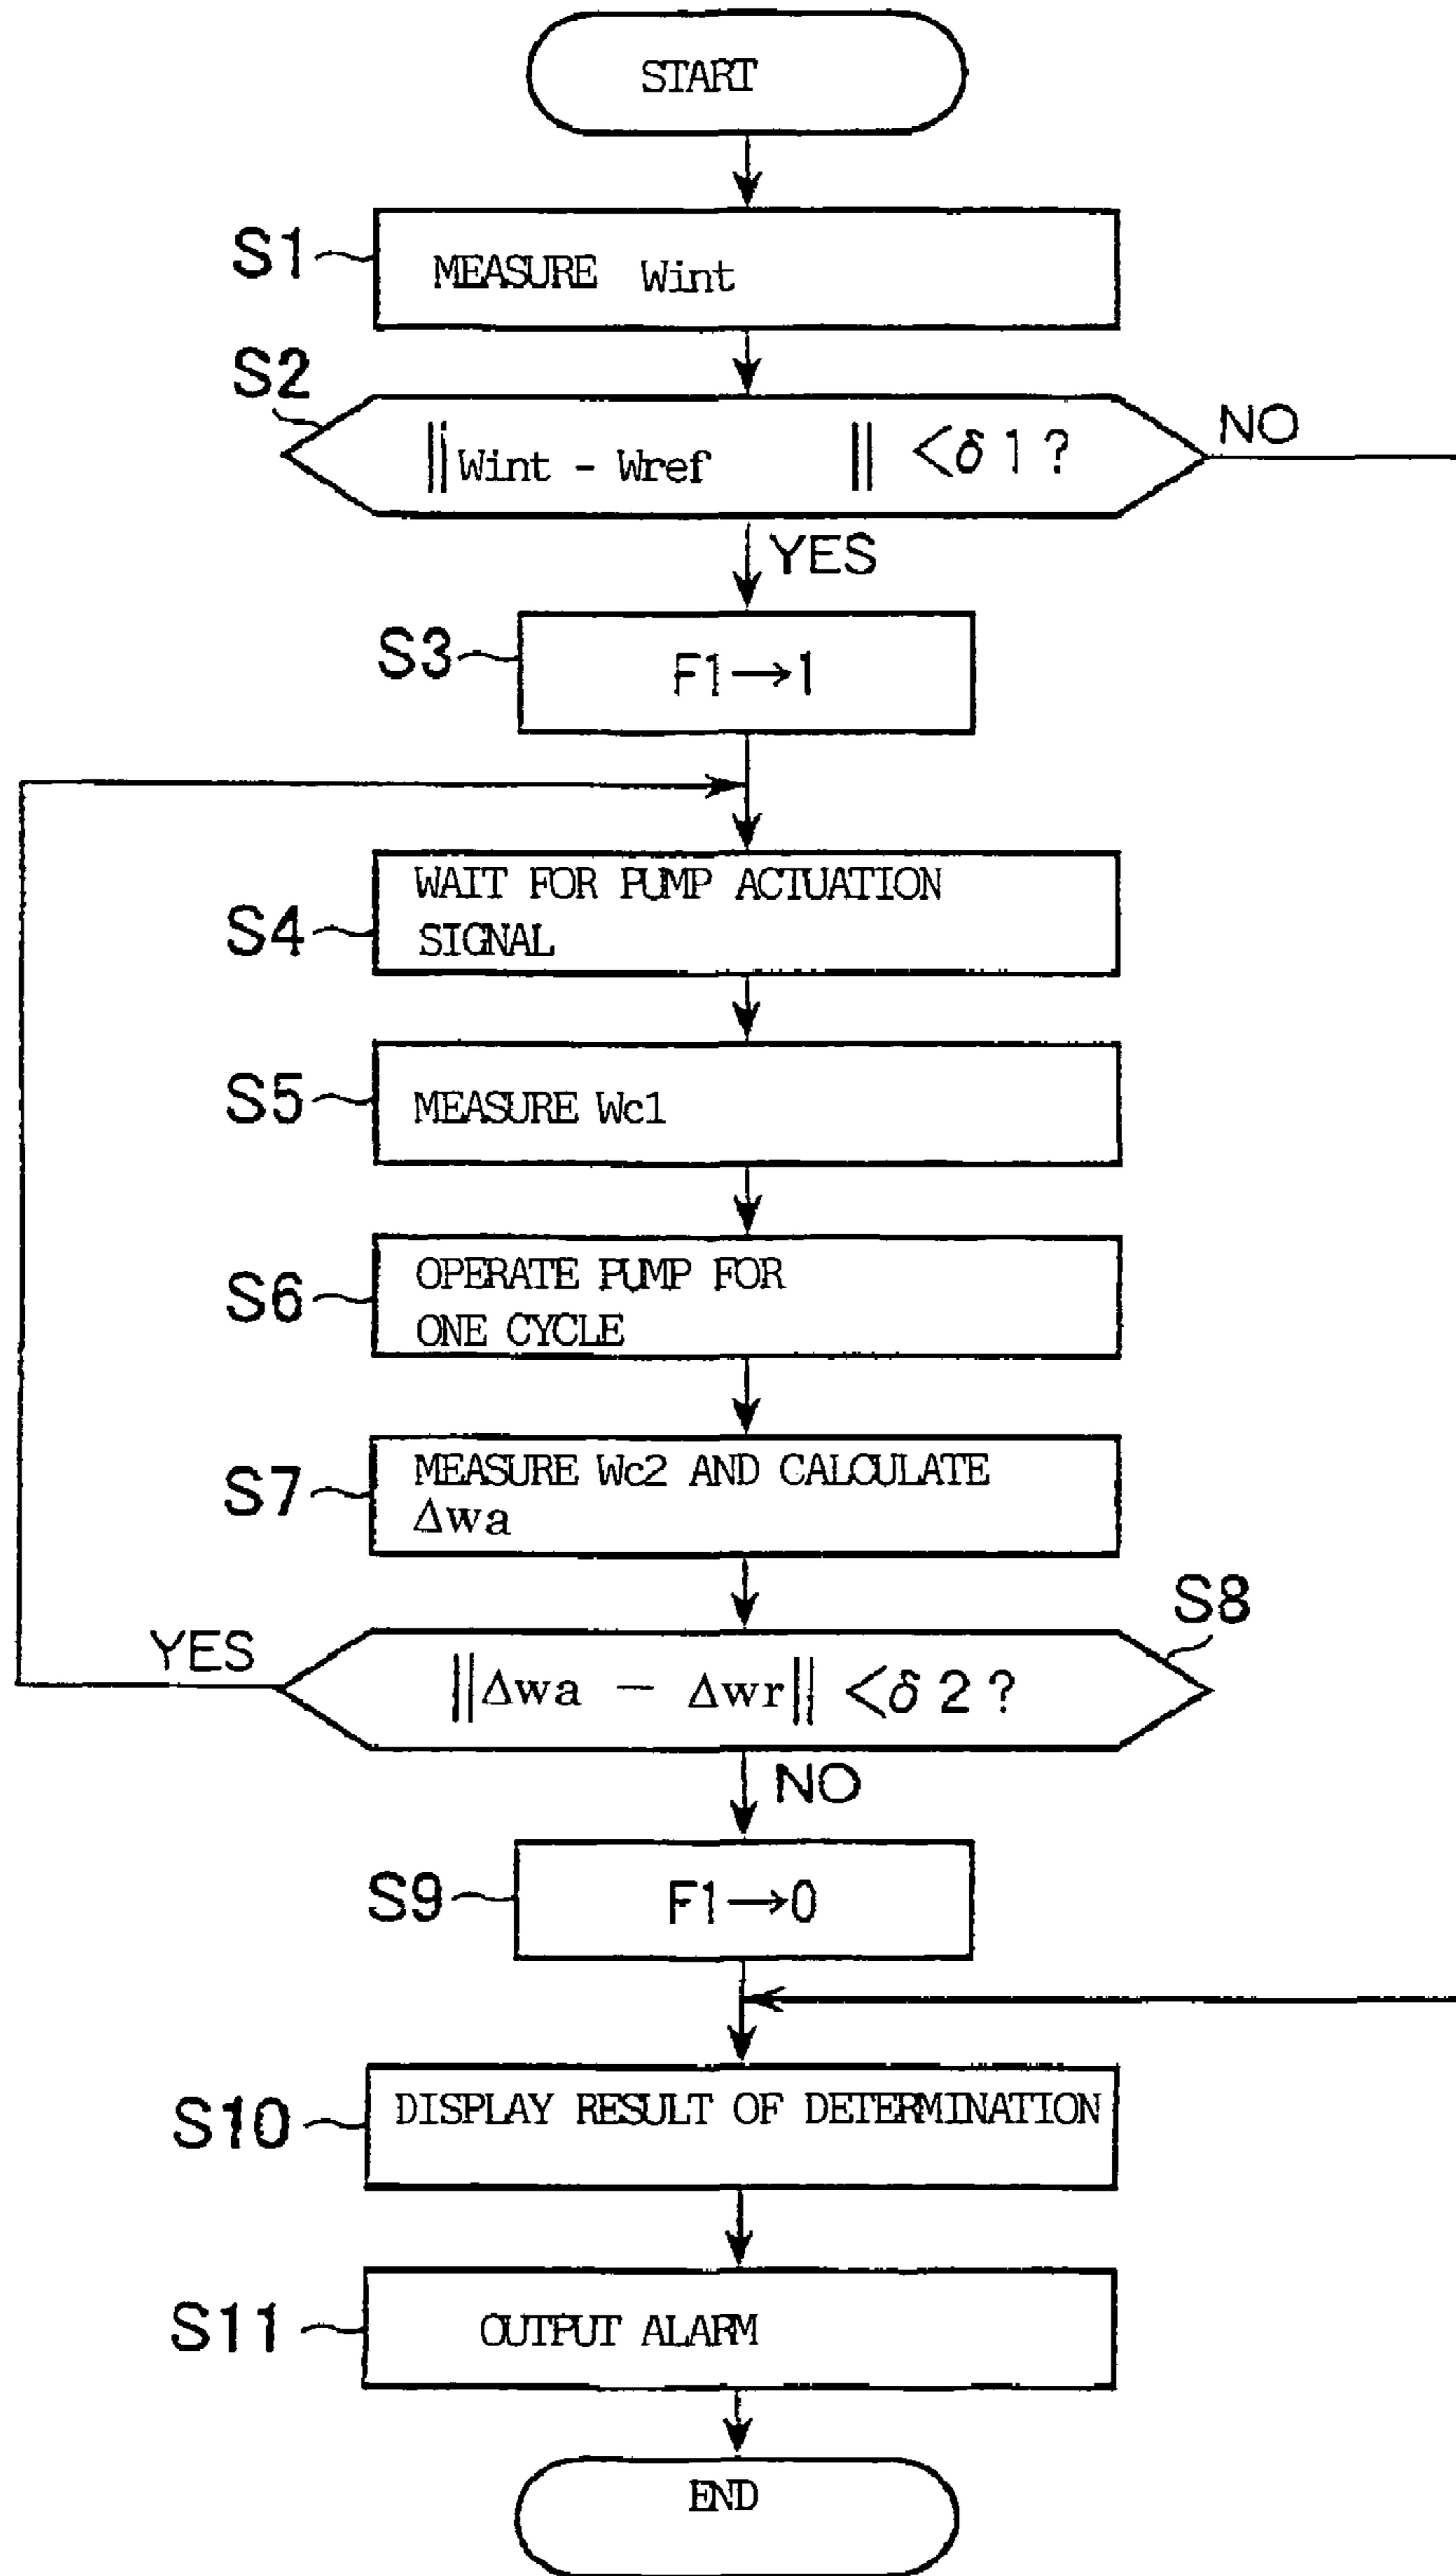 START
S1
MEASURE Wint
S2
||Wint - Wref || <δ1?
NO
YES
S3
F1→1
S4
WAIT FOR PUMP ACTUATION
SIGNAL
S5
MEASURE Wc1
S6
OPERATE PUMP FOR
ONE CYCLE
S7
MEASURE Wc2 AND CALCULATE
Δwa
S8
YES
||Δwa − Δwr|| <δ2?
NO
S9
F1→0
S10
DISPLAY RESULT OF DETERMINATION
S11
OUTPUT ALARM
END